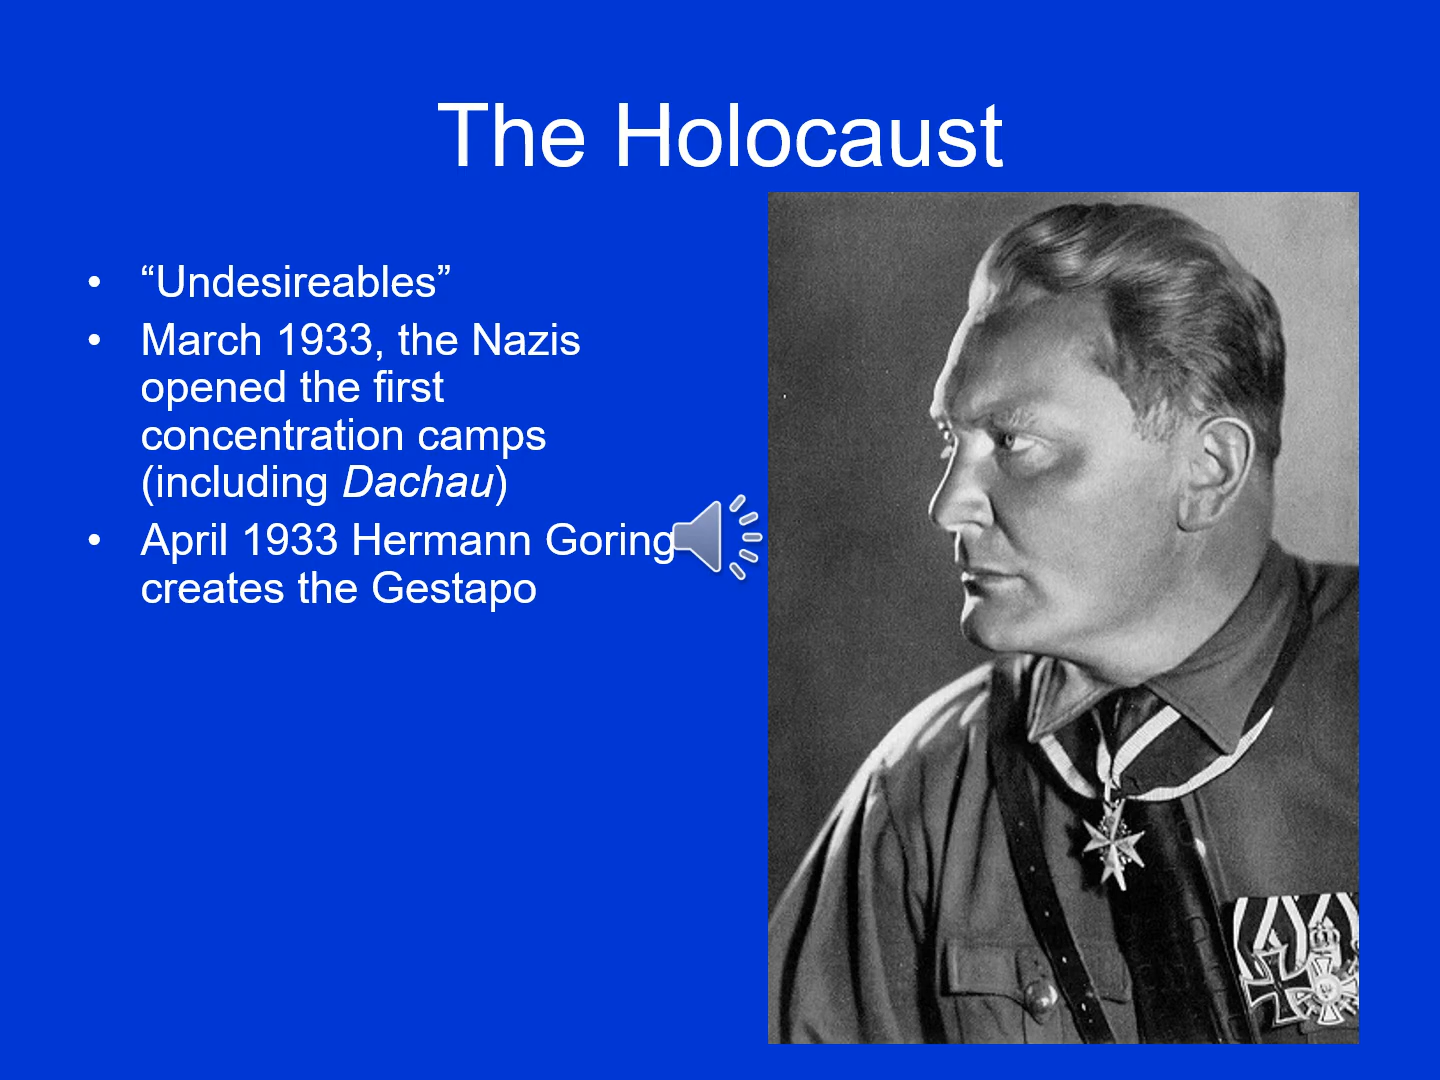 The Holocaust
• “Undesireables”
• March 1933, the Nazis
opened the first
concentration camps
(including Dachau)
• April 1933 Hermann Goring
creates the Gestapo